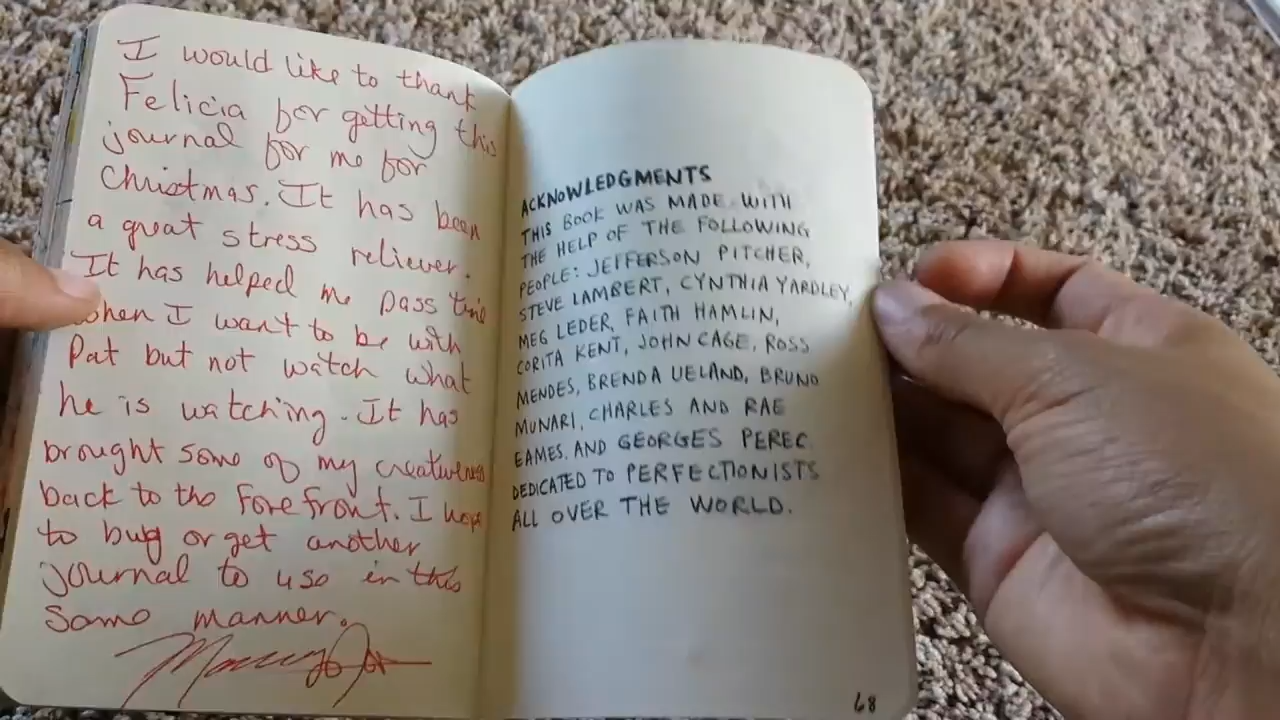 I would like to thank
Felicia for getting this
journal for me for
Christmas. It has been
a great stress reliever.
It has helped me pass time
when I want to be with
Pat but not watch what
he is watching. It has
brought some of my creativeness
back to the forefront. I hope
to buy or get another
journal to use in this
same manner.
ACKNOWLEDGMENTS
THIS BOOK WAS MADE WITH
THE HELP OF THE FOLLOWING
PEOPLE: JEFFERSON PITCHER,
STEVE LAMBERT, CYNTHIA YARDLEY,
MEG LEDER, FAITH HAMLIN,
CORITA KENT, JOHN CAGE, ROSS
MENDES, BRENDA UELAND, BRUNO
MUNARI, CHARLES AND RAE
EAMES, AND GEORGES PEREC
DEDICATED TO PERFECTIONISTS
ALL OVER THE WORLD.
68